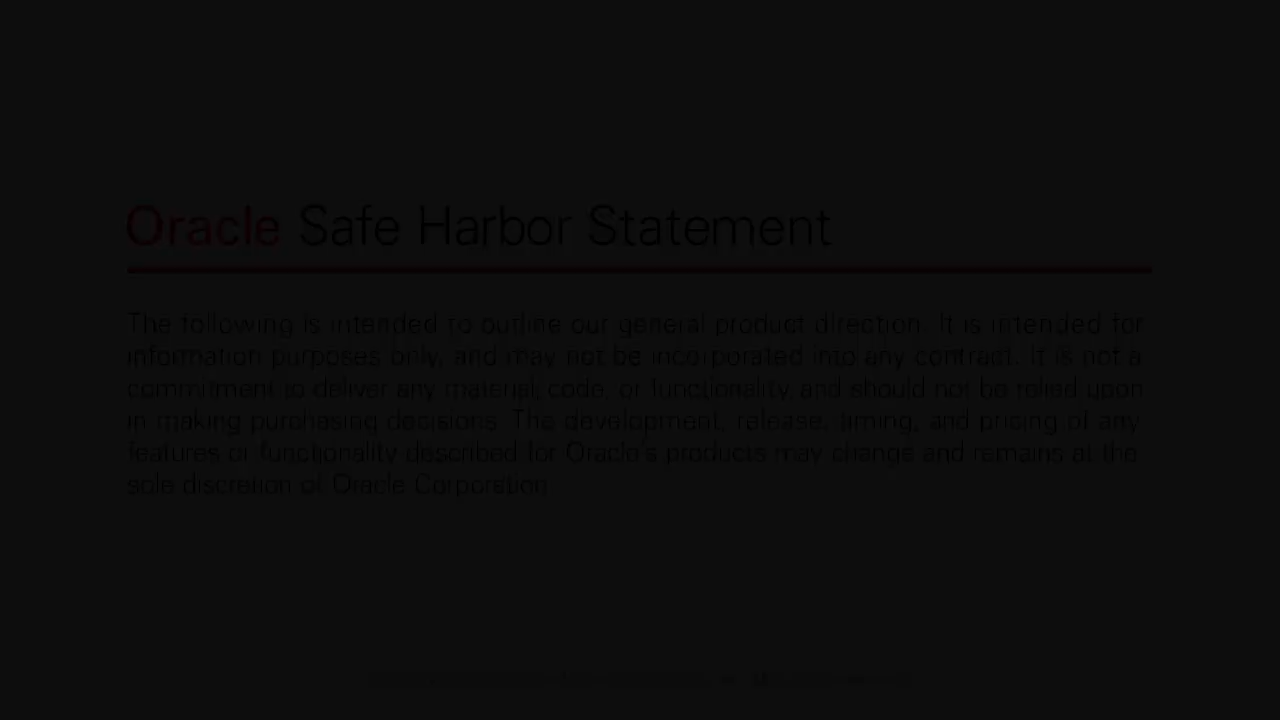 Oracle Safe Harbor Statement
The following is intended to outline our general product direction. It is intended for
information purposes only, and may not be incorporated into any contract. It is not a
commitment to deliver any material, code, or functionality, and should not be relied upon
in making purchasing decisions. The development, release, timing, and pricing of any
features or functionality described for Oracle's products may change and remains at the
sole discretion of Oracle Corporation.